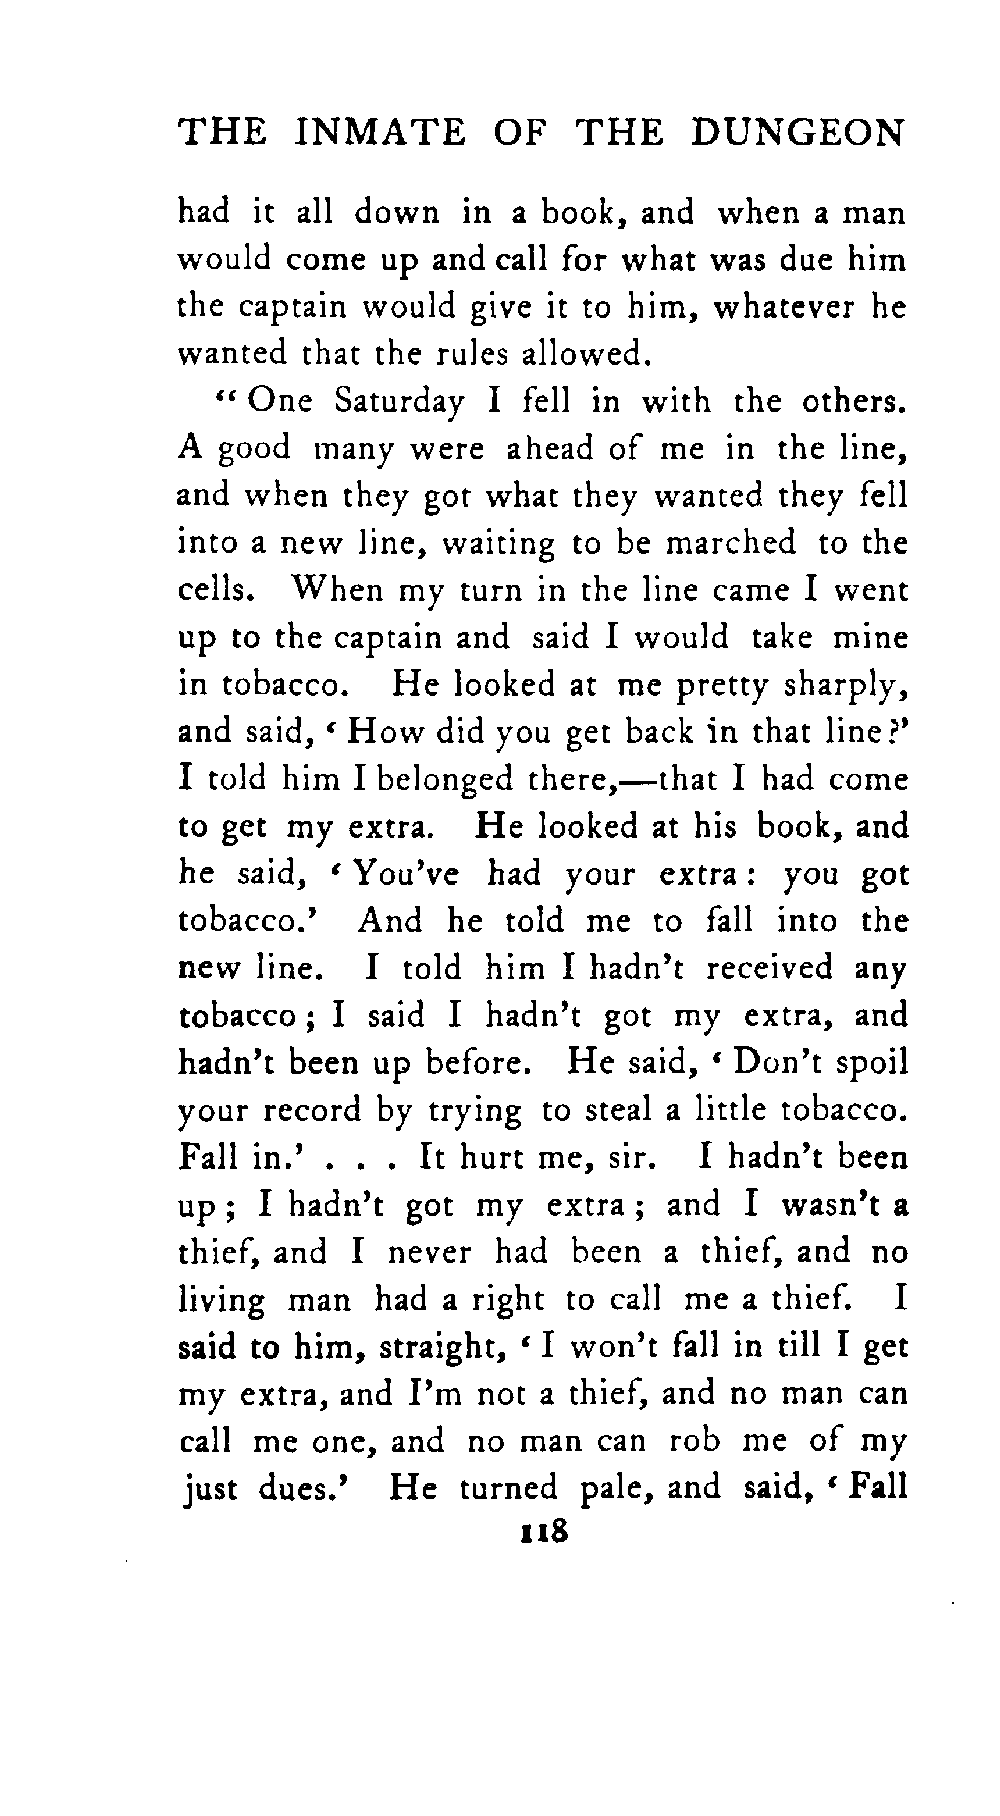 THE INMATE OF THE DUNGEON
had it all down in a book, and when a man
would come up and call for what was due him
the captain would give it to him, whatever he
wanted that the rules allowed.
“ One Saturday I fell in with the others.
A good many were ahead of me in the line,
and when they got what they wanted they fell
into a new line, waiting to be marched to the
cells. When my turn in the line came I went
up to the captain and said I would take mine
in tobacco. He looked at me pretty sharply,
and said, ‘ How did you get back in that line?’
I told him I belonged there,—that I had come
to get my extra. He looked at his book, and
he said, ‘ You’ve had your extra : you got
tobacco.’ And he told me to fall into the
new line. I told him I hadn’t received any
tobacco ; I said I hadn’t got my extra, and
hadn’t been up before. He said, ‘ Don’t spoil
your record by trying to steal a little tobacco.
Fall in.’ . . . It hurt me, sir. I hadn’t been
up ; I hadn’t got my extra ; and I wasn’t a
thief, and I never had been a thief, and no
living man had a right to call me a thief. I
said to him, straight, ‘ I won’t fall in till I get
my extra, and I’m not a thief, and no man can
call me one, and no man can rob me of my
just dues.’ He turned pale, and said, ‘ Fall
118